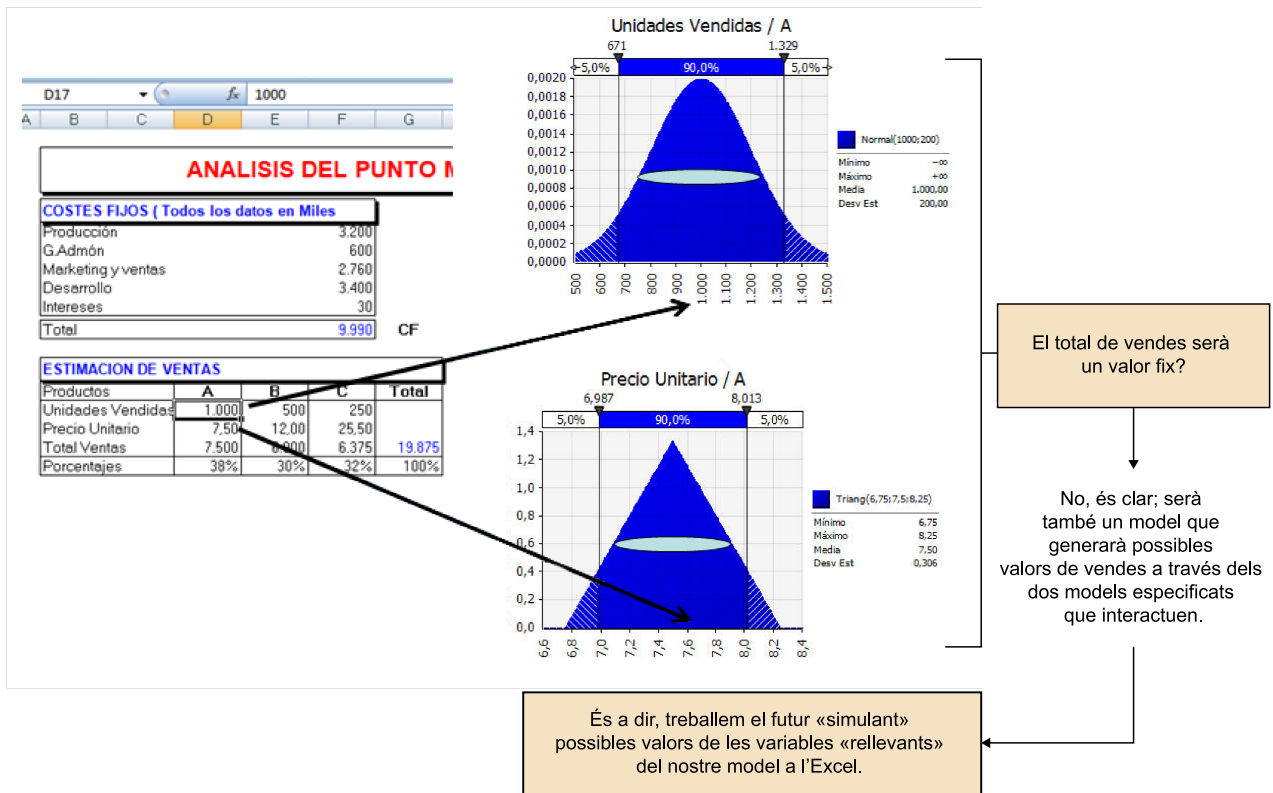 D17 fx 1000
A B C D E F G
ANALISIS DEL PUNTO
COSTES FIJOS ( Todos los datos en Miles
Producción 3.200
G.Admón 600
Marketing y ventas 2.760
Desarrollo 3.400
Intereses 30
Total 9.990 CF
ESTIMACION DE VENTAS
Productos A B C Total
Unidades Vendidas 1.000 500 250
Precio Unitario 7,50 12,00 25,50
Total Ventas 7.500 6.375 19.875
Porcentajes 38% 30% 32% 100%
Unidades Vendidas / A
671 1.329
5,0% 90,0% 5,0%
0,0020
0,0018
0,0016
0,0014
0,0012
0,0010
0,0008
0,0006
0,0004
0,0002
0,0000
500 600 700 800 900 1.000 1.100 1.200 1.300 1.400 1.500
Normal(1000;200)
Mínimo -∞
Máximo +∞
Media 1.000,00
Desv Est 200,00
Precio Unitario / A
6,987 8,013
5,0% 90,0% 5,0%
1,4
1,2
1,0
0,8
0,6
0,4
0,2
0,0
6,6 6,8 7,0 7,2 7,4 7,6 7,8 8,0 8,2 8,4
Triang(6,75;7,5;8,25)
Mínimo 6,75
Máximo 8,25
Media 7,50
Desv Est 0,306
El total de vendes serà
un valor fix?
No, és clar; serà
també un model que
generarà possibles
valors de vendes a través dels
dos models especificats
que interactuen.
És a dir, treballem el futur «simulant»
possibles valors de les variables «rellevants»
del nostre model a l’Excel.